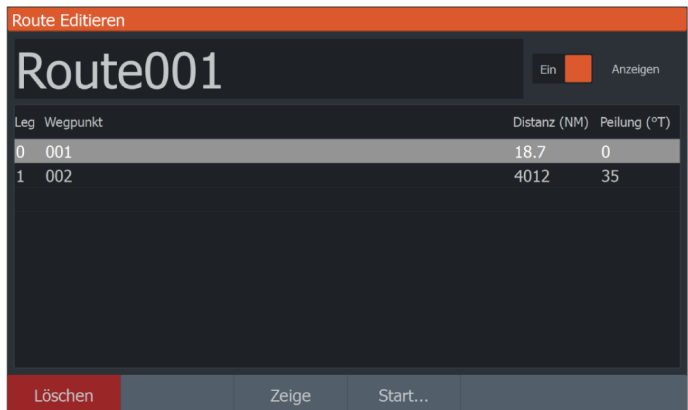 Route Editieren
Route001
Ein Anzeigen
Leg Wegpunkt Distanz (NM) Peilung (°T)
0 001 18.7 0
1 002 4012 35
Löschen Zeige Start...